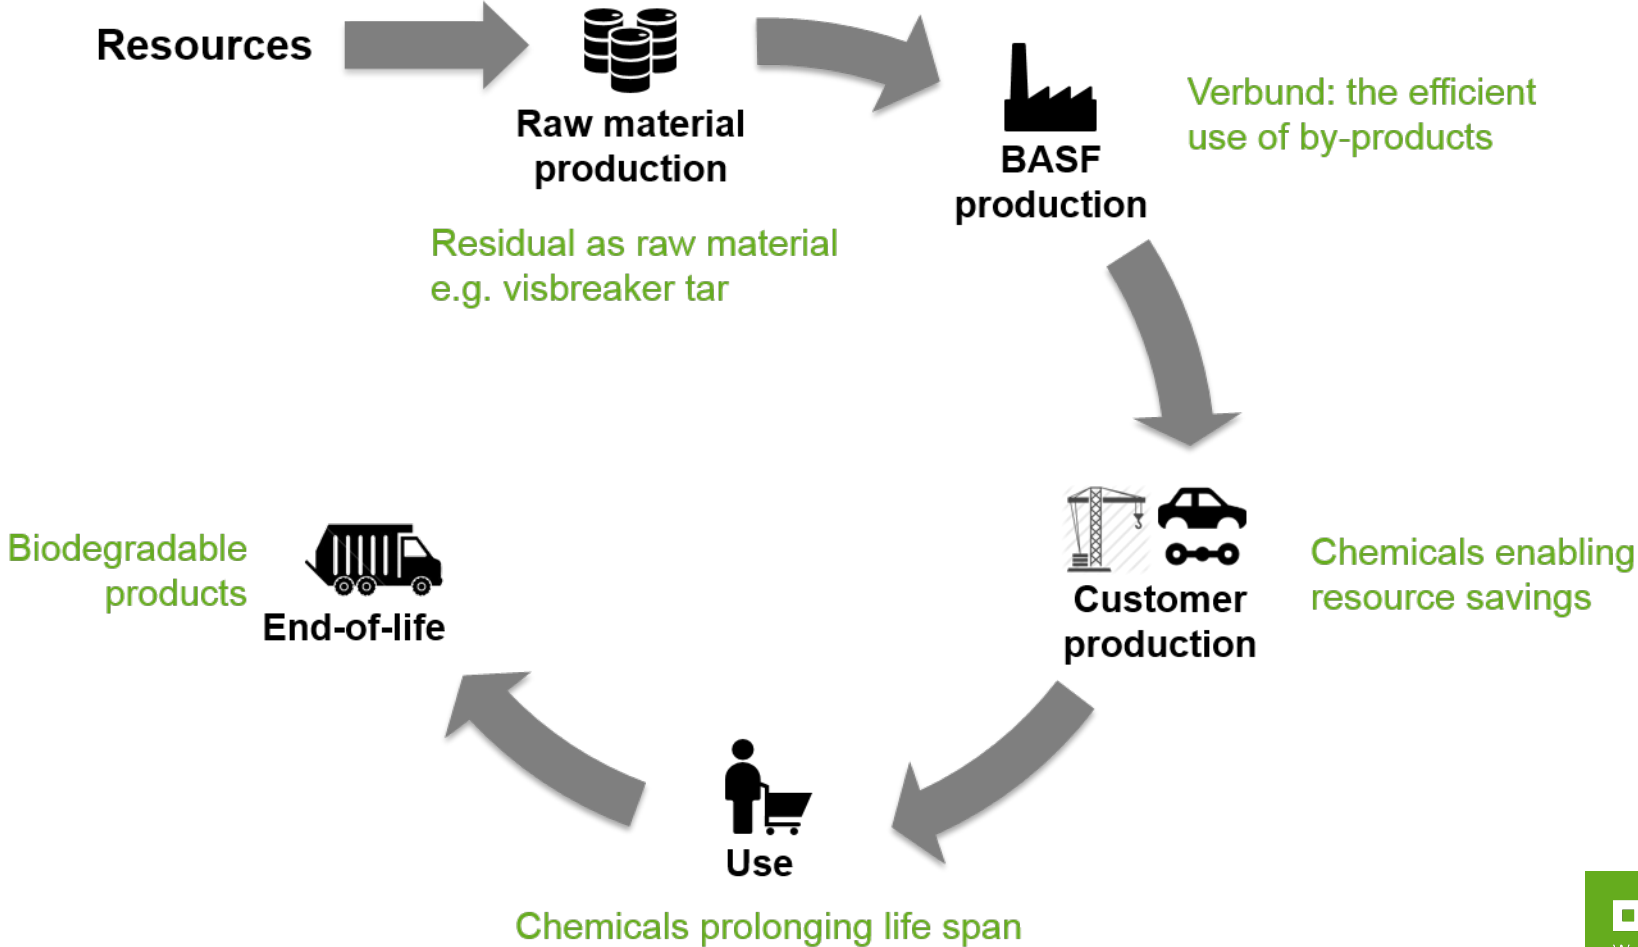 Resources
Raw material
production
Residual as raw material
e.g. visbreaker tar
BASF
production
Verbund: the efficient
use of by-products
Customer
production
Chemicals enabling
resource savings
Use
Chemicals prolonging life span
End-of-life
Biodegradable
products